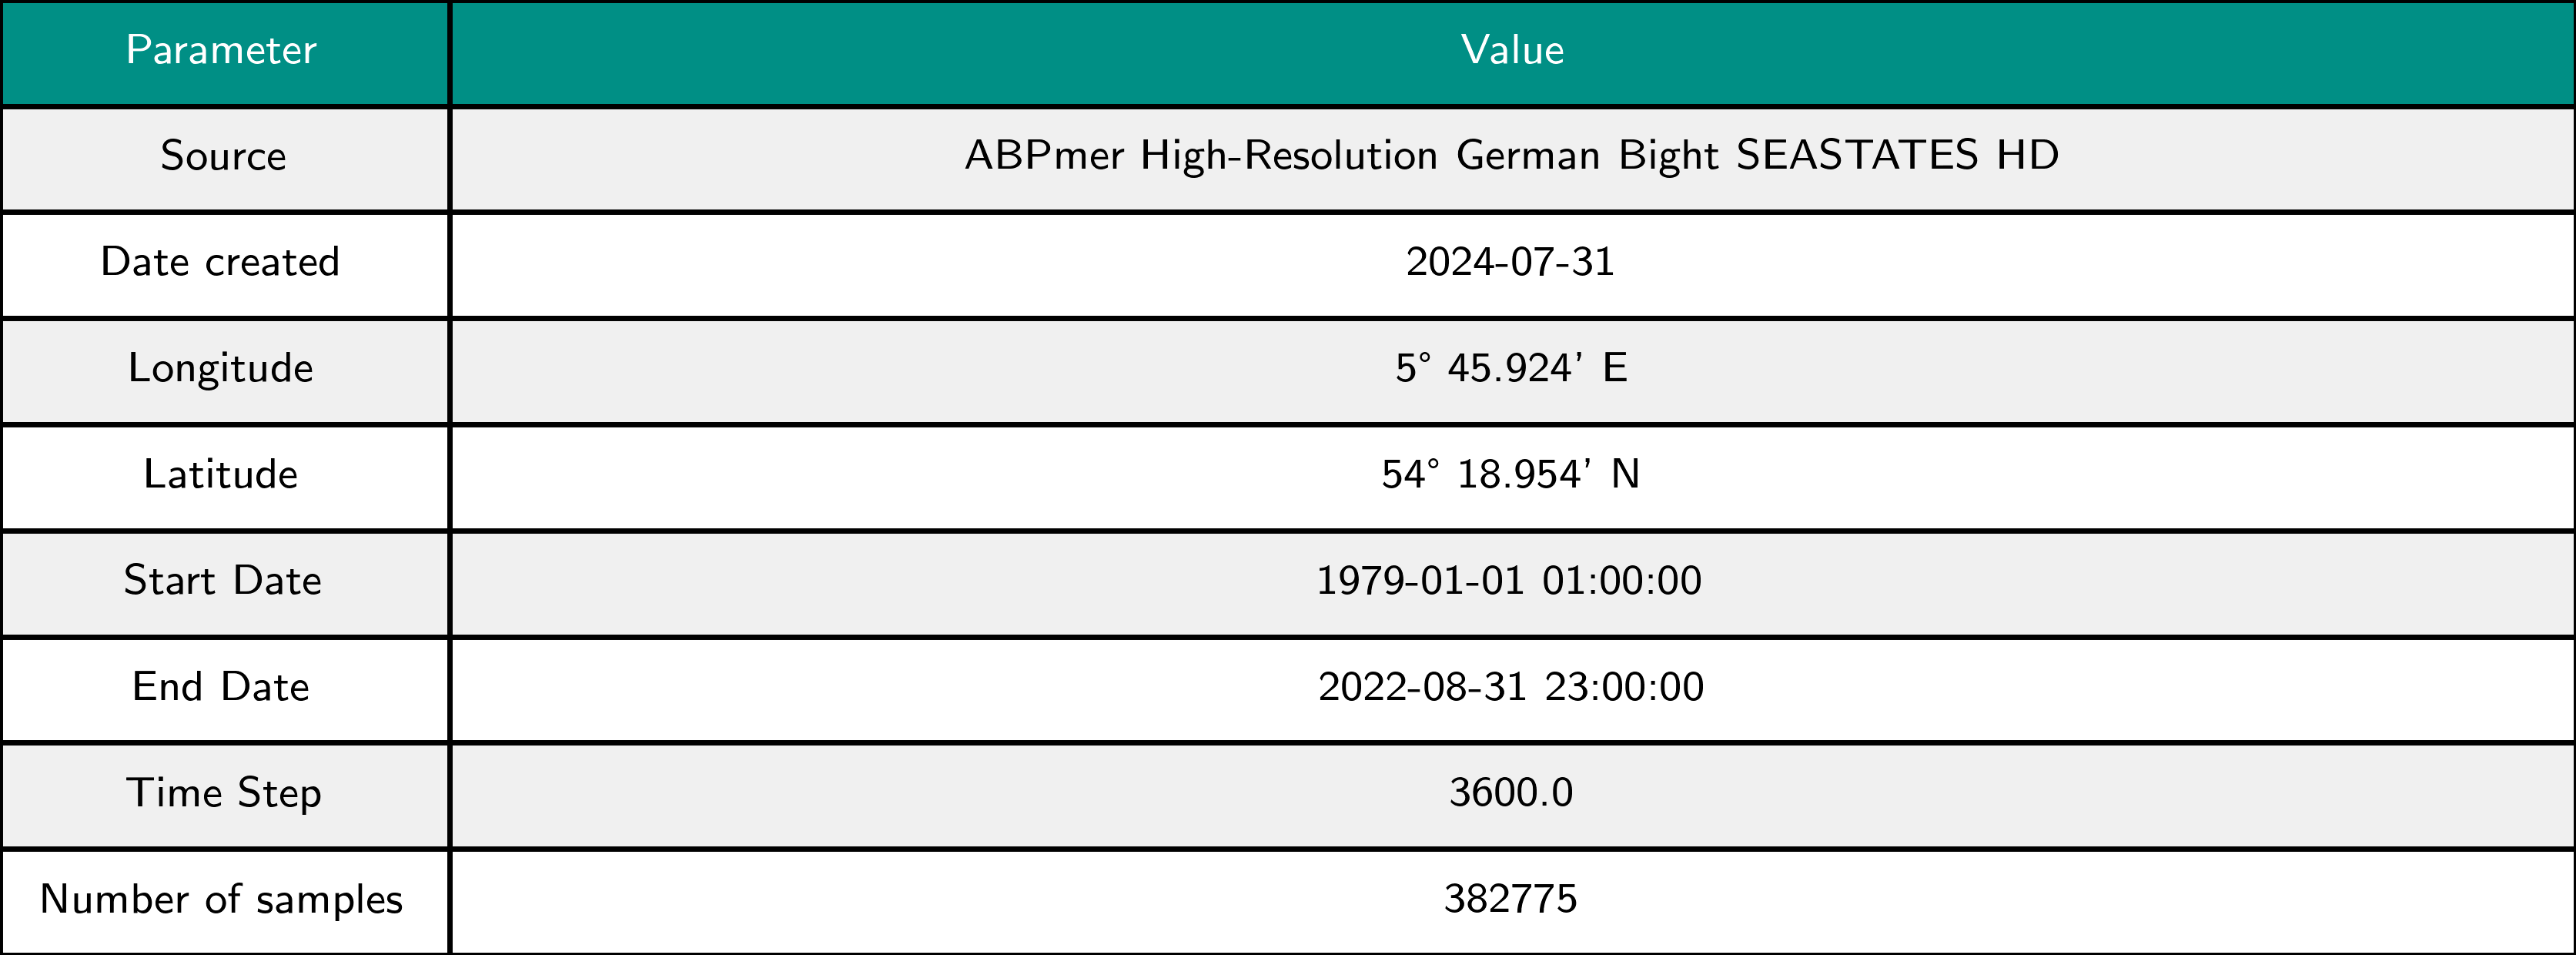 Parameter Value
Source ABPmer High-Resolution German Bight SEASTATES HD
Date created 2024-07-31
Longitude 5° 45.924' E
Latitude 54° 18.954' N
Start Date 1979-01-01 01:00:00
End Date 2022-08-31 23:00:00
Time Step 3600.0
Number of samples 382775